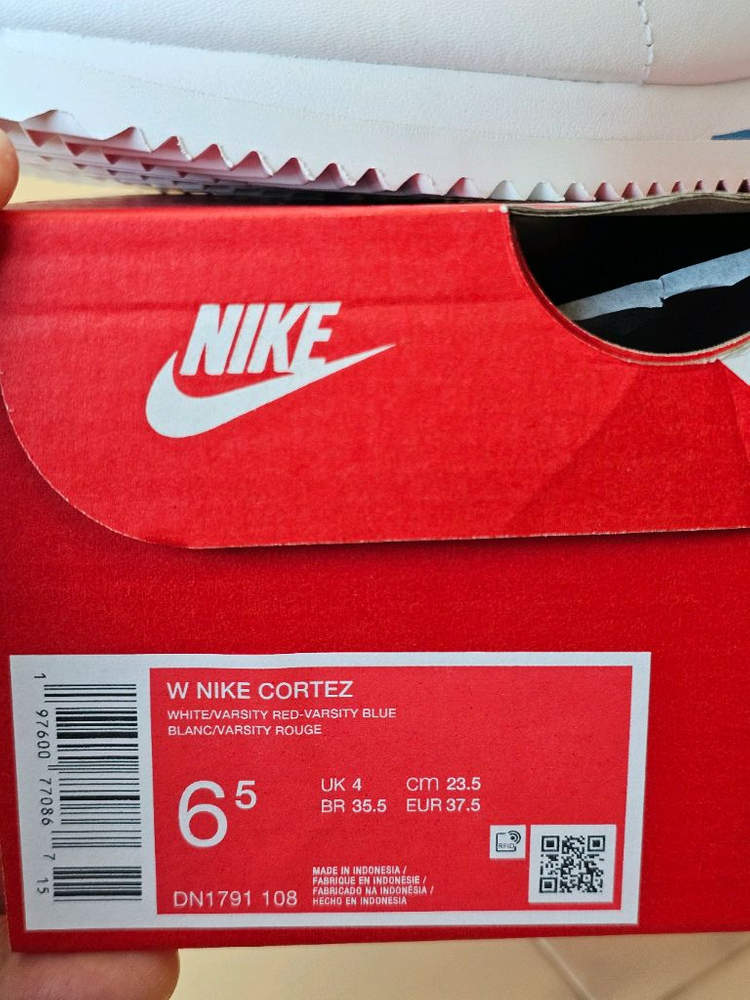 NIKE
W NIKE CORTEZ
WHITE/VARSITY RED-VARSITY BLUE
BLANC/VARSITY ROUGE
6⁵
UK 4 cm 23.5
BR 35.5 EUR 37.5
RFID
MADE IN INDONESIA /
FABRIQUE EN INDONESIE /
FABRICADO NA INDONÉSIA /
HECHO EN INDONESIA
DN1791 108
1 97600 77086 7 15